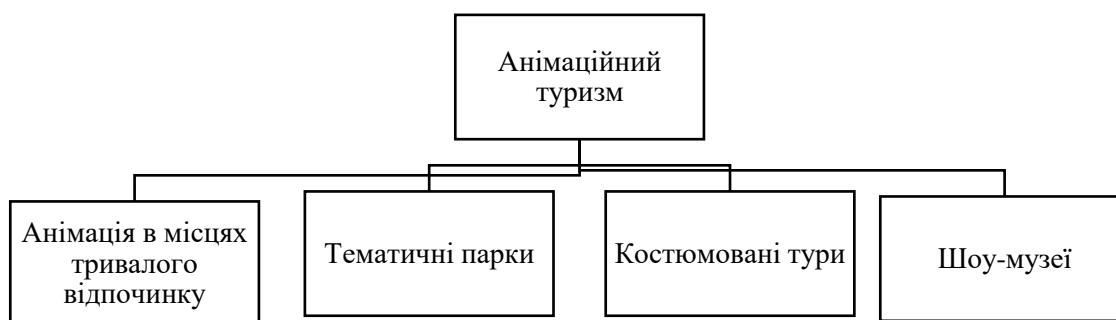 Анімаційний
туризм
Анімація в місцях
тривалого
відпочинку
Тематичні парки
Костюмовані тури
Шоу-музеї